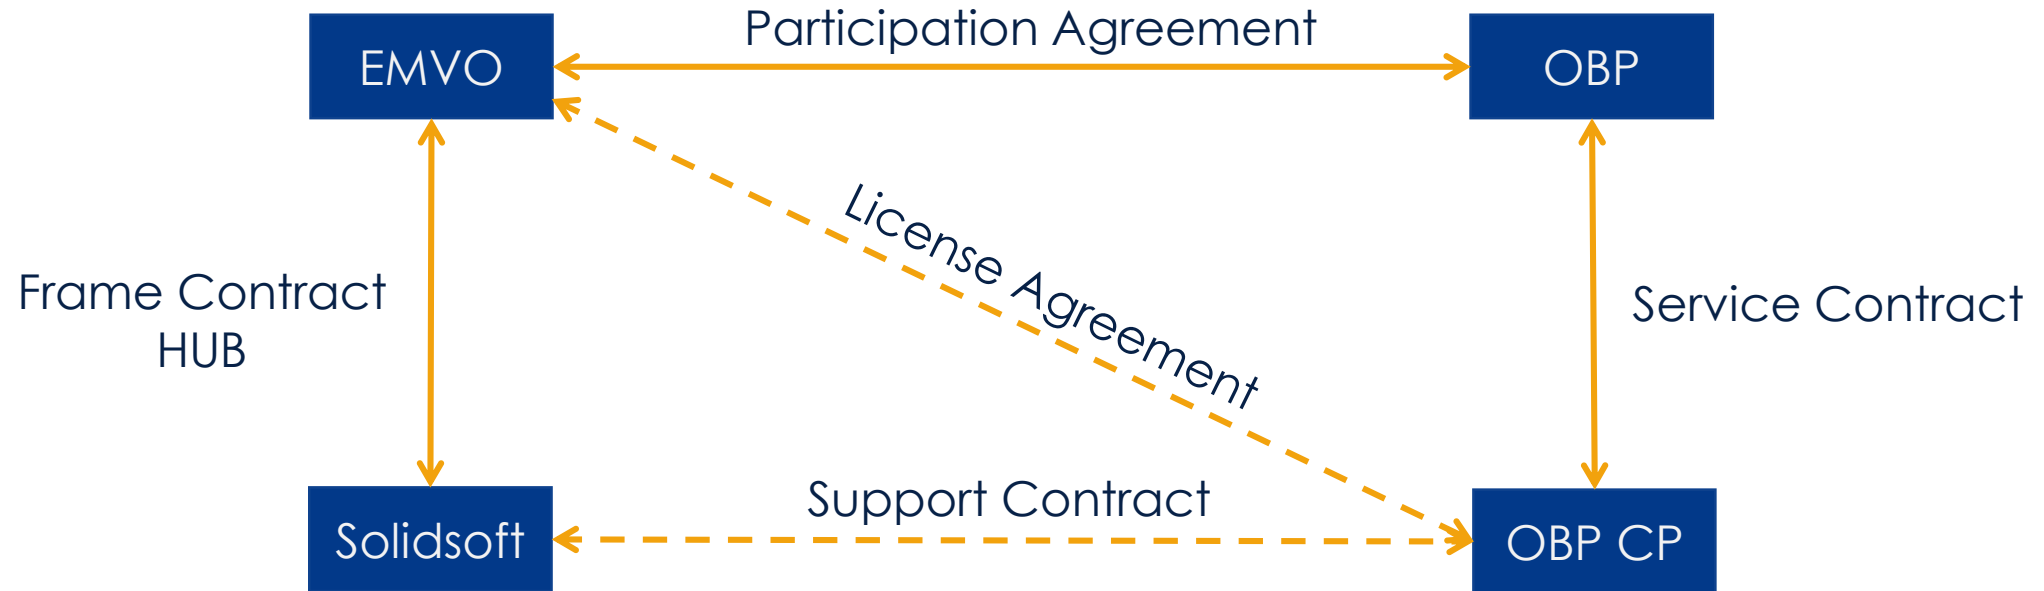 Participation Agreement
EMVO
OBP
License Agreement
Frame Contract
HUB
Service Contract
Support Contract
Solidsoft
OBP CP